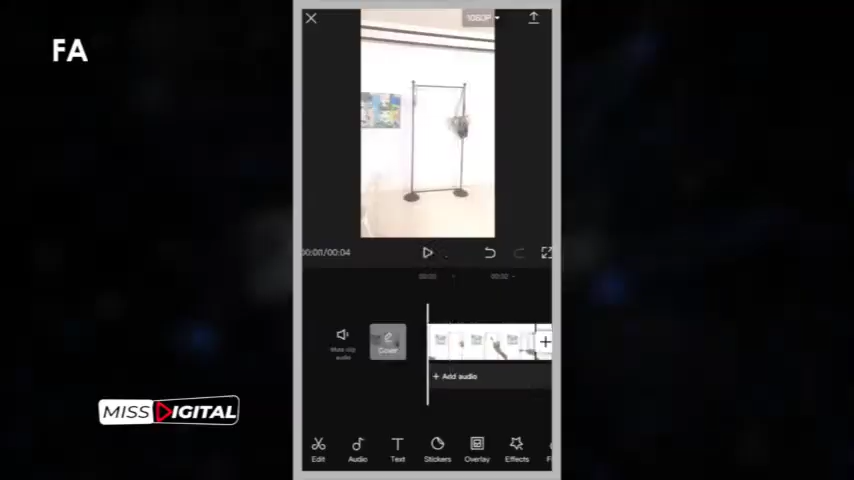 FA
1080P
00:00/00:04
00:00
00:02
Mute clip
audio
Cover
+ Add audio
MISS DIGITAL
Edit
Audio
Text
Stickers
Overlay
Effects